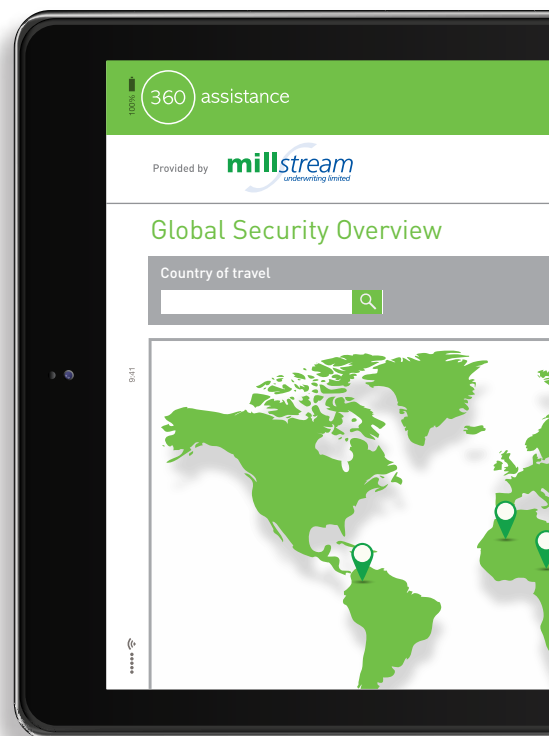 100%
360 assistance
Provided by
millstream
underwriting limited
Global Security Overview
Country of travel
9:41